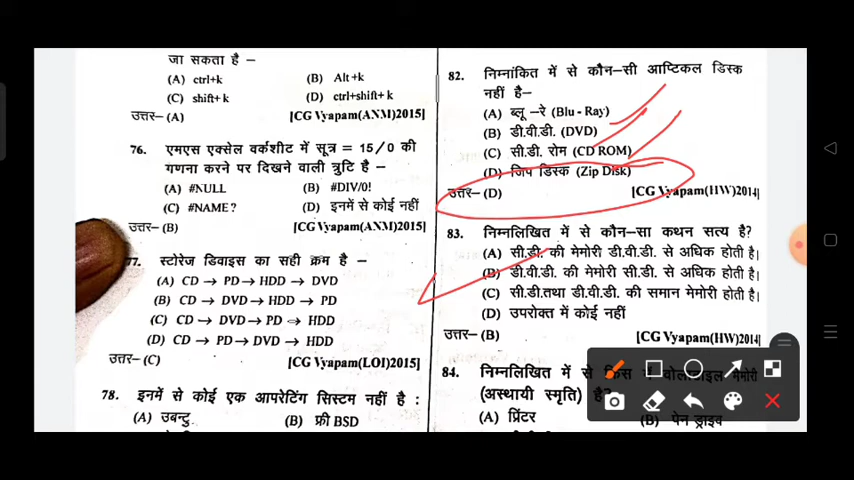 जा सकता है –
(A) ctrl+k (B) Alt+k
(C) shift+ k (D) ctrl+shift+ k
उत्तर–(A) [CG Vyapam(ANM)2015]
76. एमएस एक्सेल वर्कशीट में सूत्र = 15/0 की
गणना करने पर दिखने वाली त्रुटि है –
(A) #NULL (B) #DIV/0!
(C) #NAME? (D) इनमें से कोई नहीं
उत्तर–(B) [CG Vyapam(ANM)2015]
77. स्टोरेज डिवाइस का सही क्रम है –
(A) CD → PD → HDD → DVD
(B) CD → DVD → HDD → PD
(C) CD → DVD → PD → HDD
(D) CD → PD → DVD → HDD
उत्तर–(C) [CG Vyapam(LOI)2015]
78. इनमें से कोई एक आपरेटिंग सिस्टम नहीं है :
(A) उबन्टु (B) फ्री BSD
82. निम्नांकित में से कौन–सी आप्टिकल डिस्क
नहीं है–
(A) ब्लू –रे (Blu - Ray)
(B) डी.वी.डी. (DVD)
(C) सी.डी. रोम (CD ROM)
(D) जिप डिस्क (Zip Disk)
उत्तर–(D) [CG Vyapam(HW)2014]
83. निम्नलिखित में से कौन–सा कथन सत्य है?
(A) सी.डी. की मेमोरी डी.वी.डी. से अधिक होती है|
(B) डी.वी.डी. की मेमोरी सी.डी. से अधिक होती है|
(C) सी.डी.तथा डी.वी.डी. की समान मेमोरी होती है|
(D) उपरोक्त में कोई नहीं
उत्तर–(B) [CG Vyapam(HW)2014]
84. निम्नलिखित में से किस में वोलाटाइल मेमोरी
(अस्थायी स्मृति) है?
(A) प्रिंटर (B) पेन ड्राइव